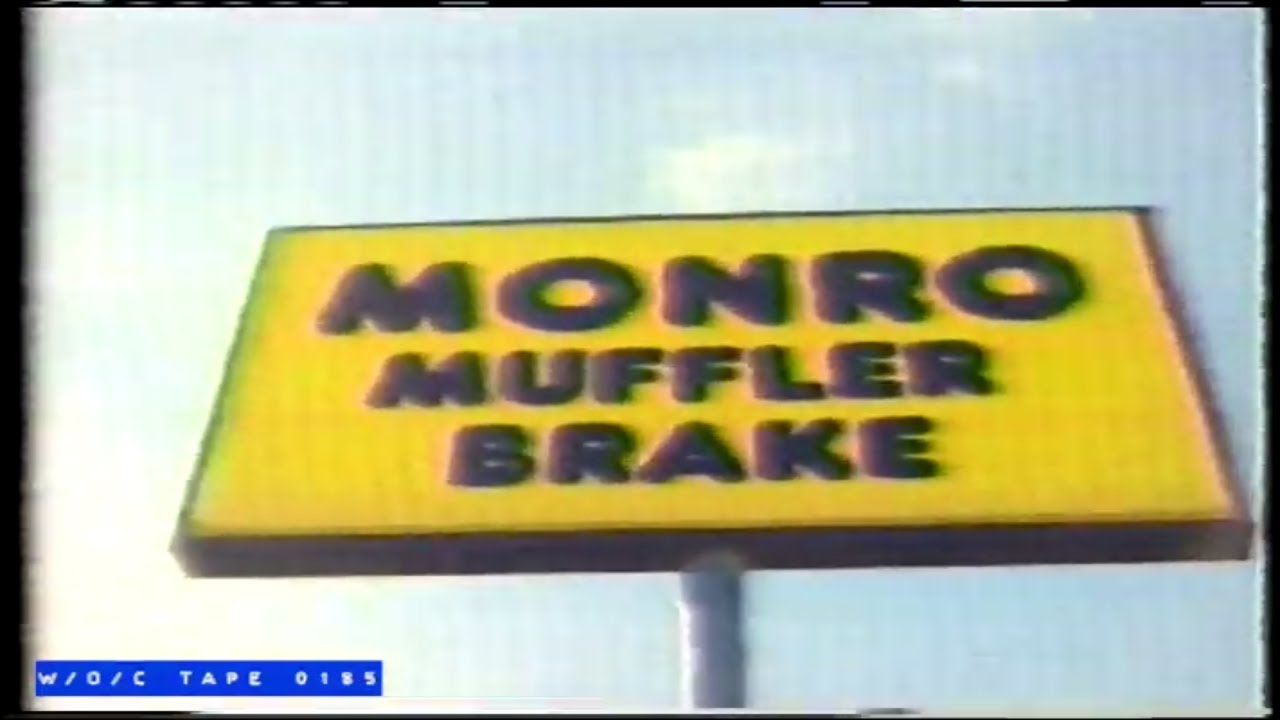 MONRO
MUFFLER
BRAKE
W/O/C TAPE 0185